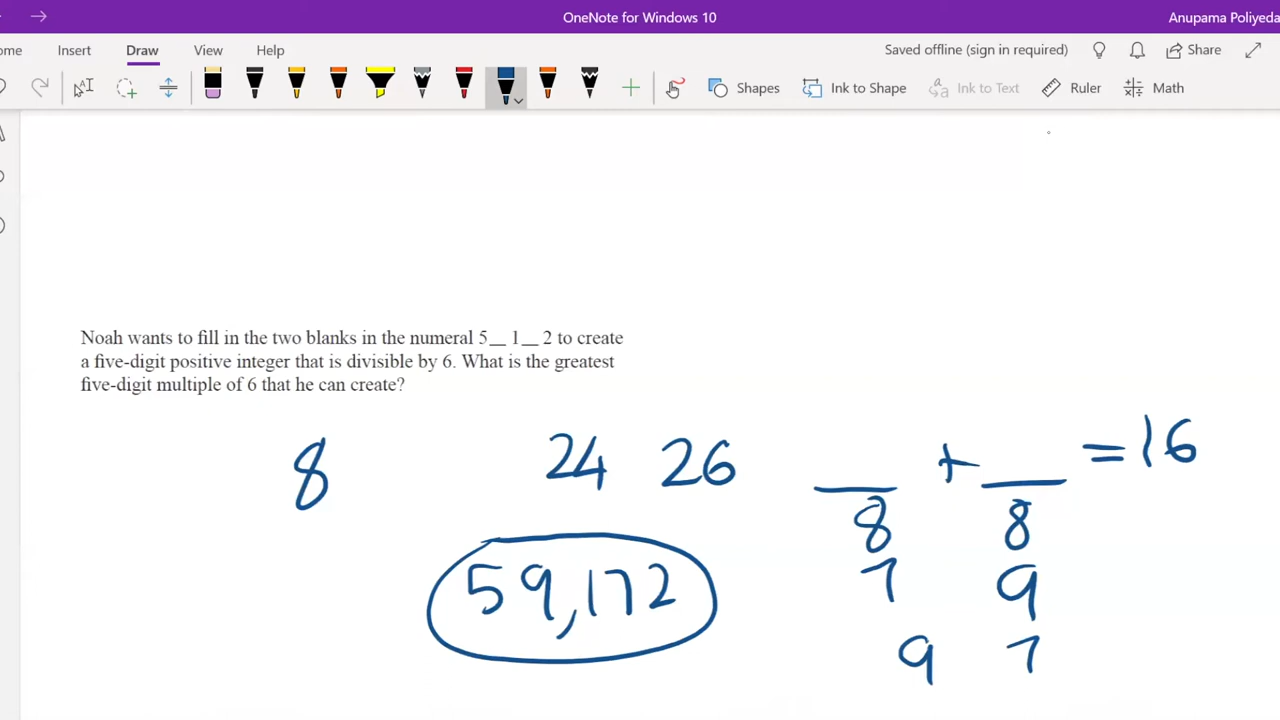 OneNote for Windows 10
Anupama Poliyeda
ome Insert Draw View Help
Saved offline (sign in required) Share
Shapes Ink to Shape Ink to Text Ruler Math
Noah wants to fill in the two blanks in the numeral 5__ 1__ 2 to create
a five-digit positive integer that is divisible by 6. What is the greatest
five-digit multiple of 6 that he can create?
8 24 26 __ + __ = 16
8 8
59,172
7 9
9 7